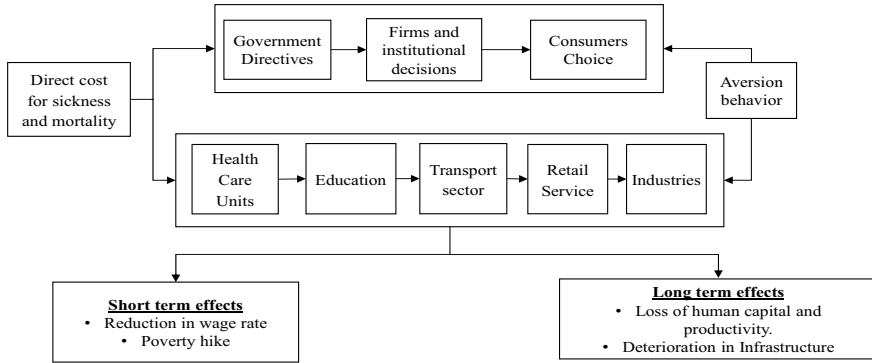 Direct cost
for sickness
and mortality
Government
Directives
Firms and
institutional
decisions
Consumers
Choice
Aversion
behavior
Health
Care
Units
Education
Transport
sector
Retail
Service
Industries
Short term effects
• Reduction in wage rate
• Poverty hike
Long term effects
• Loss of human capital and
productivity.
• Deterioration in Infrastructure